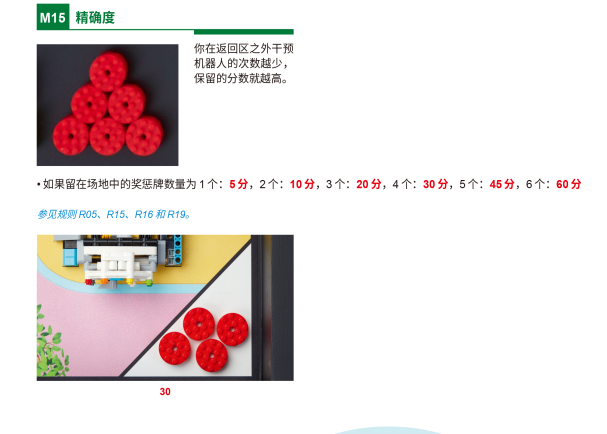 M15 精确度
你在返回区之外干预
机器人的次数越少，
保留的分数就越高。
• 如果留在场地中的奖惩牌数量为 1 个：5 分，2 个：10 分，3 个：20 分，4 个：30 分，5 个：45 分，6 个：60 分
参见规则 R05、R15、R16 和 R19。
30